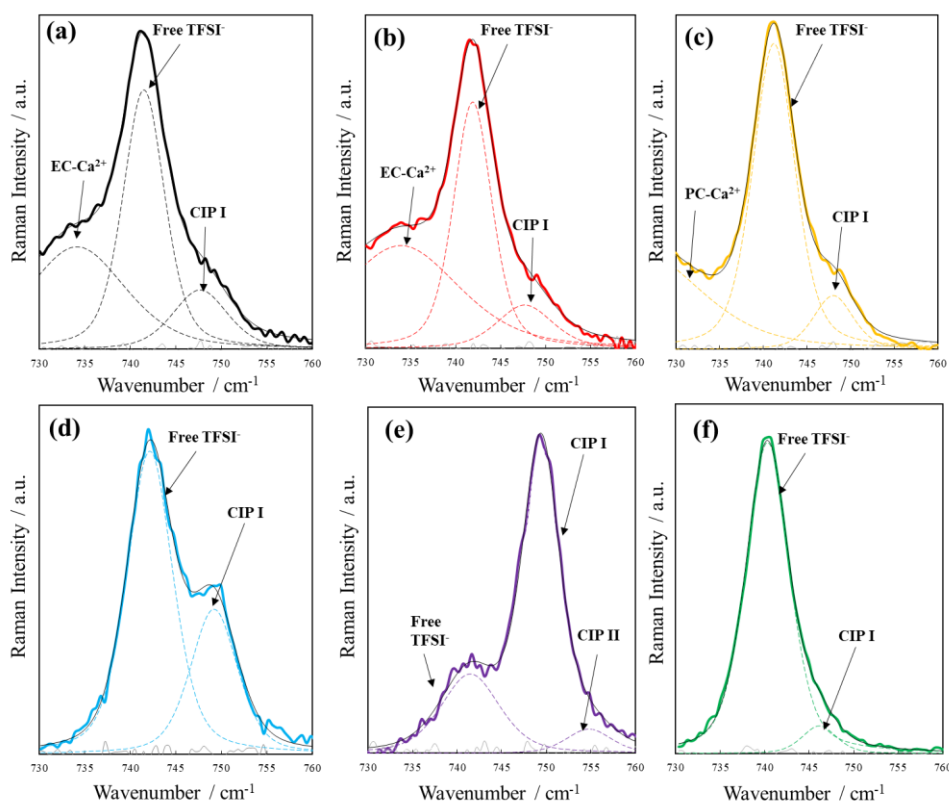 (a)
Free TFSI⁻
EC-Ca²⁺
CIP I
Raman Intensity / a.u.
730 735 740 745 750 755 760
Wavenumber / cm⁻¹
(b)
Free TFSI⁻
EC-Ca²⁺
CIP I
Raman Intensity / a.u.
730 735 740 745 750 755 760
Wavenumber / cm⁻¹
(c)
Free TFSI⁻
PC-Ca²⁺
CIP I
Raman Intensity / a.u.
730 735 740 745 750 755 760
Wavenumber / cm⁻¹
(d)
Free TFSI⁻
CIP I
Raman Intensity / a.u.
730 735 740 745 750 755 760
Wavenumber / cm⁻¹
(e)
CIP I
Free
TFSI⁻
CIP II
Raman Intensity / a.u.
730 735 740 745 750 755 760
Wavenumber / cm⁻¹
(f)
Free TFSI⁻
CIP I
Raman Intensity / a.u.
730 735 740 745 750 755 760
Wavenumber / cm⁻¹